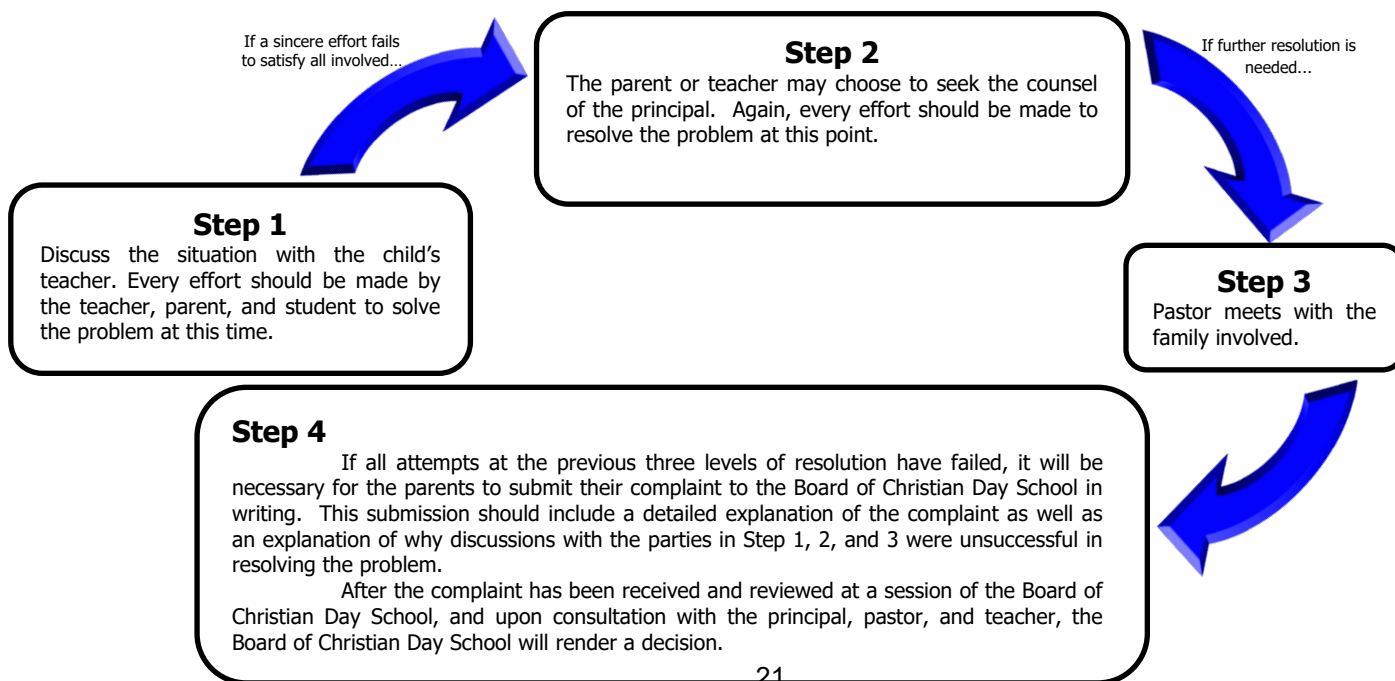 Step 1
Discuss the situation with the child's
teacher. Every effort should be made by
the teacher, parent, and student to solve
the problem at this time.
If a sincere effort fails
to satisfy all involved…
Step 2
The parent or teacher may choose to seek the counsel
of the principal. Again, every effort should be made to
resolve the problem at this point.
If further resolution is
needed...
Step 3
Pastor meets with the
family involved.
Step 4
If all attempts at the previous three levels of resolution have failed, it will be
necessary for the parents to submit their complaint to the Board of Christian Day School in
writing. This submission should include a detailed explanation of the complaint as well as
an explanation of why discussions with the parties in Step 1, 2, and 3 were unsuccessful in
resolving the problem.
After the complaint has been received and reviewed at a session of the Board of
Christian Day School, and upon consultation with the principal, pastor, and teacher, the
Board of Christian Day School will render a decision.
21